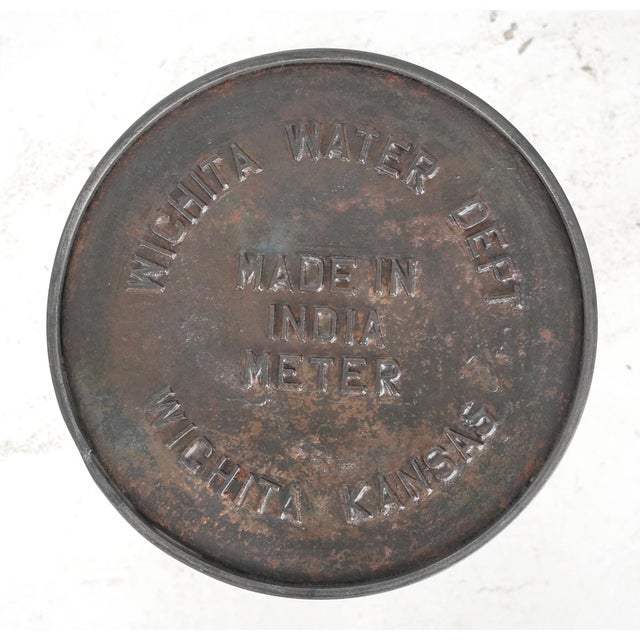 WICHITA WATER DEPT
MADE IN
INDIA
METER
WICHITA KANSAS